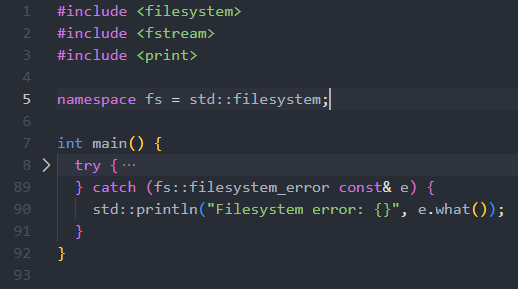 1 #include <filesystem>
2 #include <fstream>
3 #include <print>
4
5 namespace fs = std::filesystem;
6
7 int main() {
8 try { ···
89 } catch (fs::filesystem_error const& e) {
90 std::println("Filesystem error: {}", e.what());
91 }
92 }
93